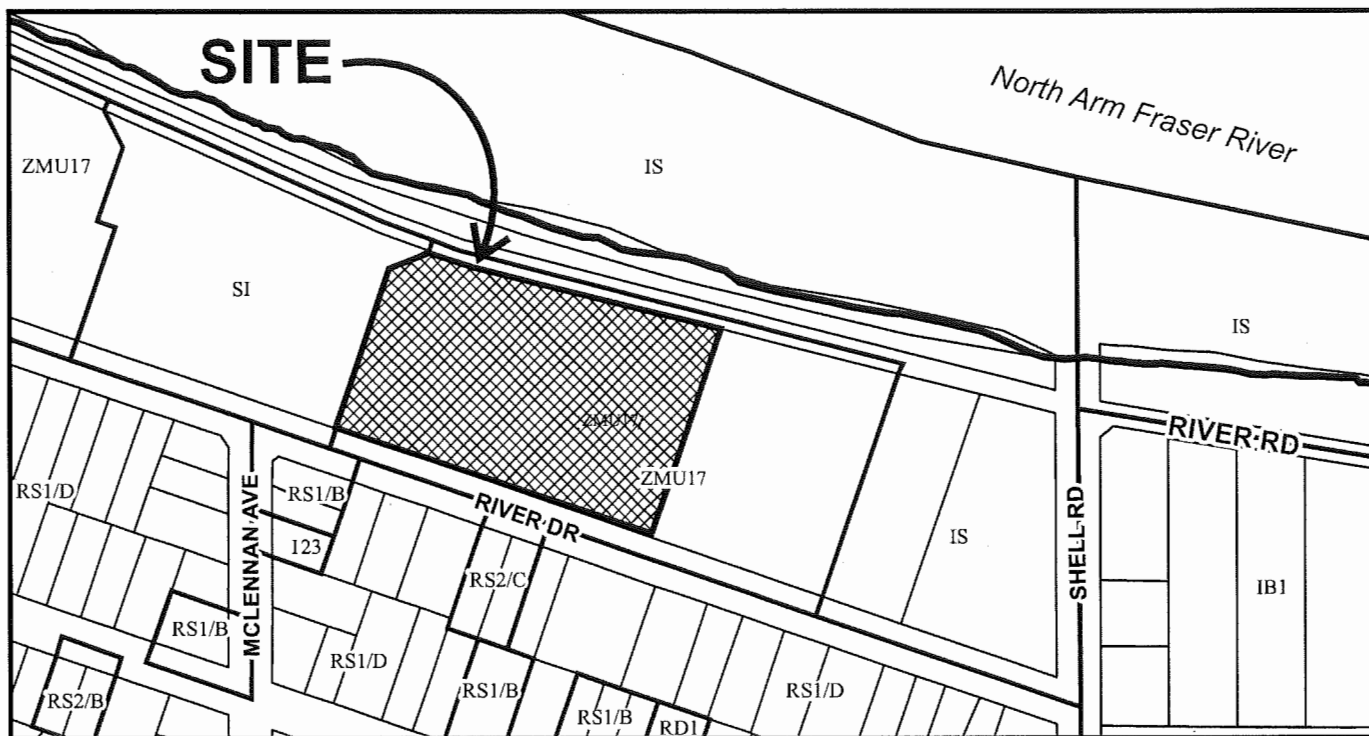 SITE
North Arm Fraser River
IS
ZMU17
SI
IS
ZMU17
ZMU17
RIVER RD
RS1/D
RS1/B
RIVER DR
IS
SHELL RD
IB1
MCLENNAN AVE
RS2/C
RS1/B
RS1/D
RS1/B
RS1/D
RS2/B
RS1/B
RD1